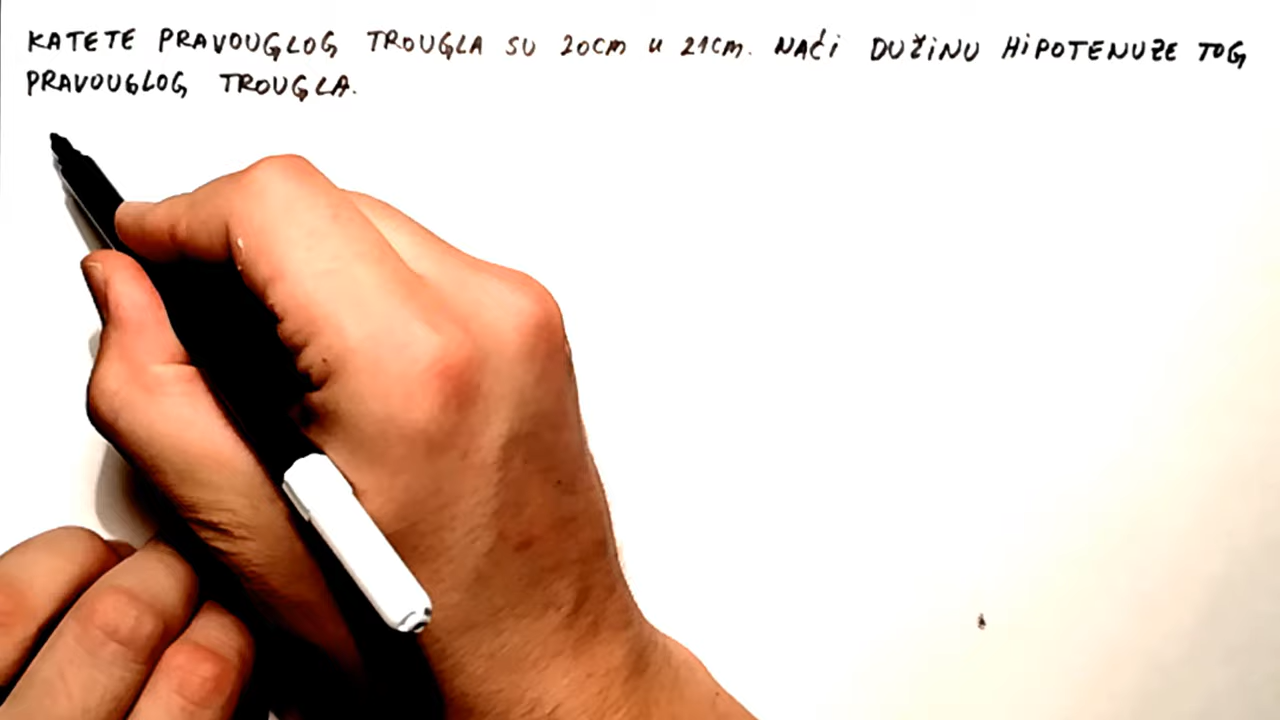 KATETE PRAVOUGLOG TROUGLA SU 20CM U 21CM. NAĆI DUŽINU HIPOTENUZE TOG
PRAVOUGLOG TROUGLA.